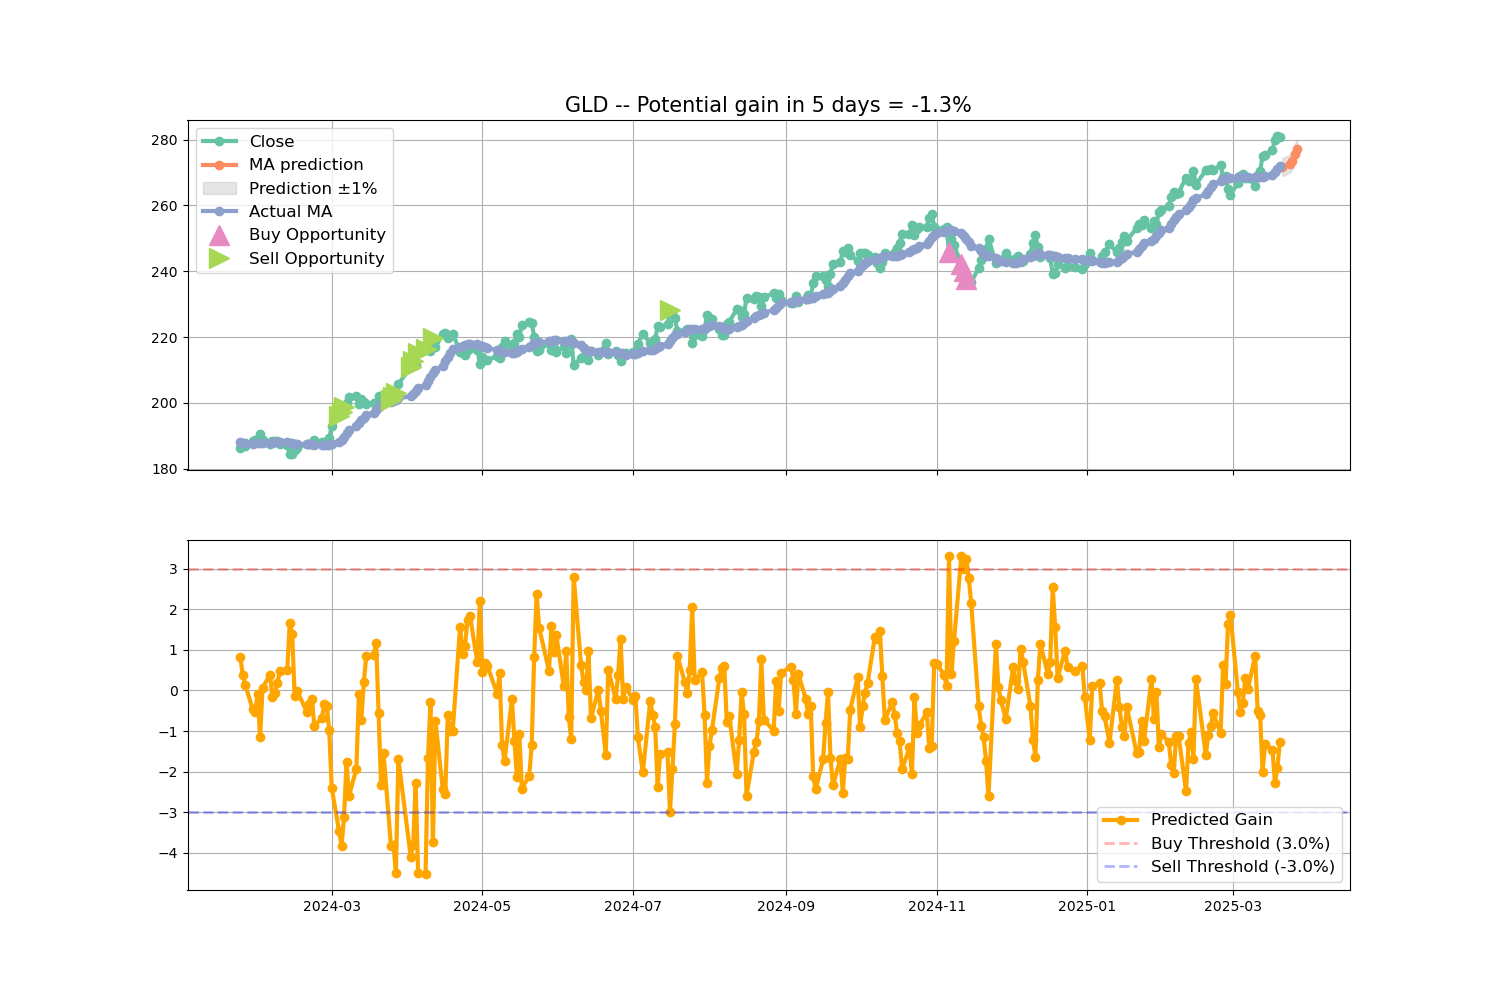 GLD -- Potential gain in 5 days = -1.3%
280
260
240
220
200
180
Close
MA prediction
Prediction ±1%
Actual MA
Buy Opportunity
Sell Opportunity
3
2
1
0
−1
−2
−3
−4
Predicted Gain
Buy Threshold (3.0%)
Sell Threshold (-3.0%)
2024-03
2024-05
2024-07
2024-09
2024-11
2025-01
2025-03